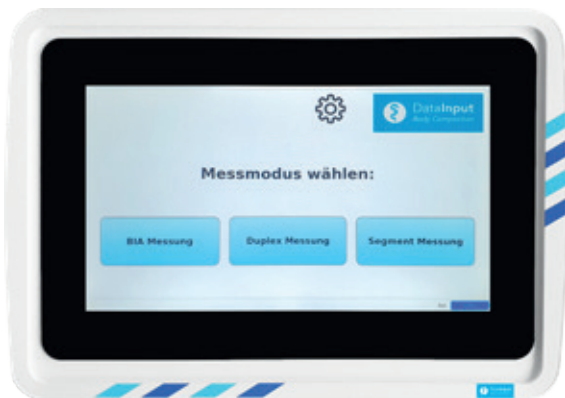 DataInput
Body Composition
Messmodus wählen:
BIA Messung
Duplex Messung
Segment Messung